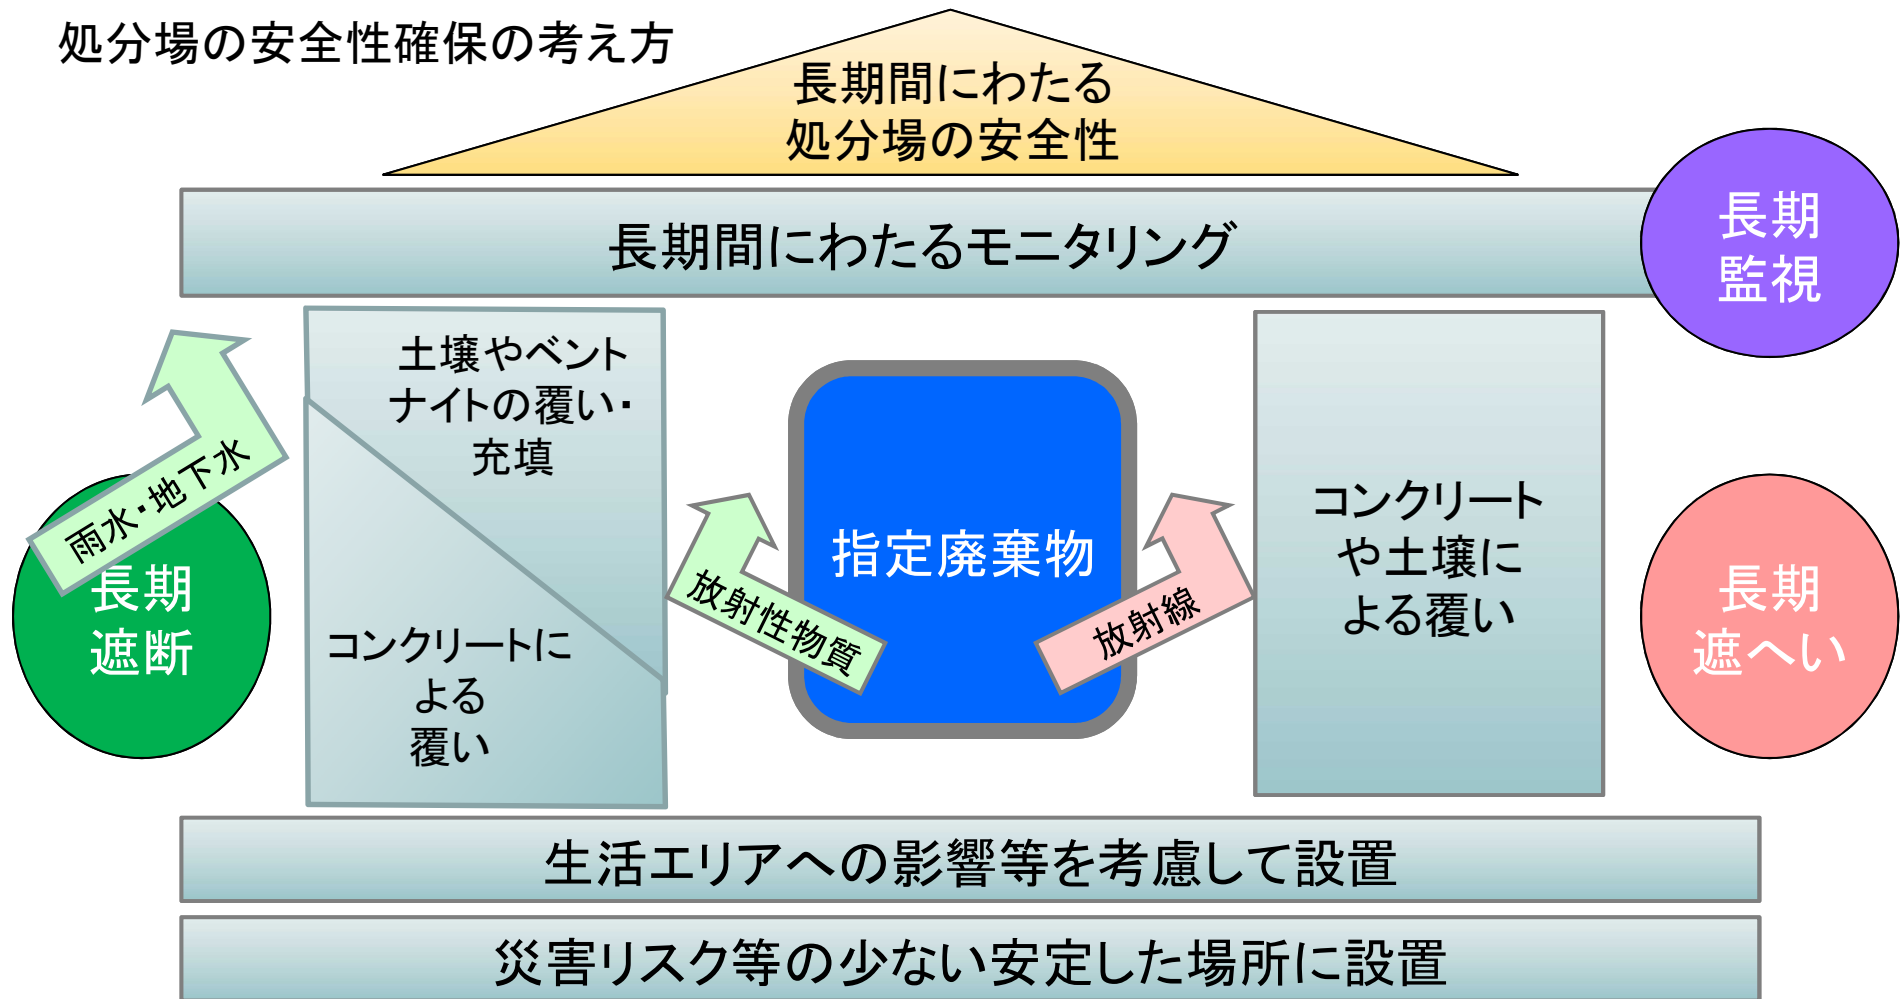 処分場の安全性確保の考え方
長期間にわたる
処分場の安全性
長期間にわたるモニタリング
長期
監視
土壌やベント
ナイトの覆い・
充填
雨水・地下水
長期
遮断
コンクリートに
よる
覆い
放射性物質
指定廃棄物
放射線
コンクリート
や土壌に
よる覆い
長期
遮へい
生活エリアへの影響等を考慮して設置
災害リスク等の少ない安定した場所に設置